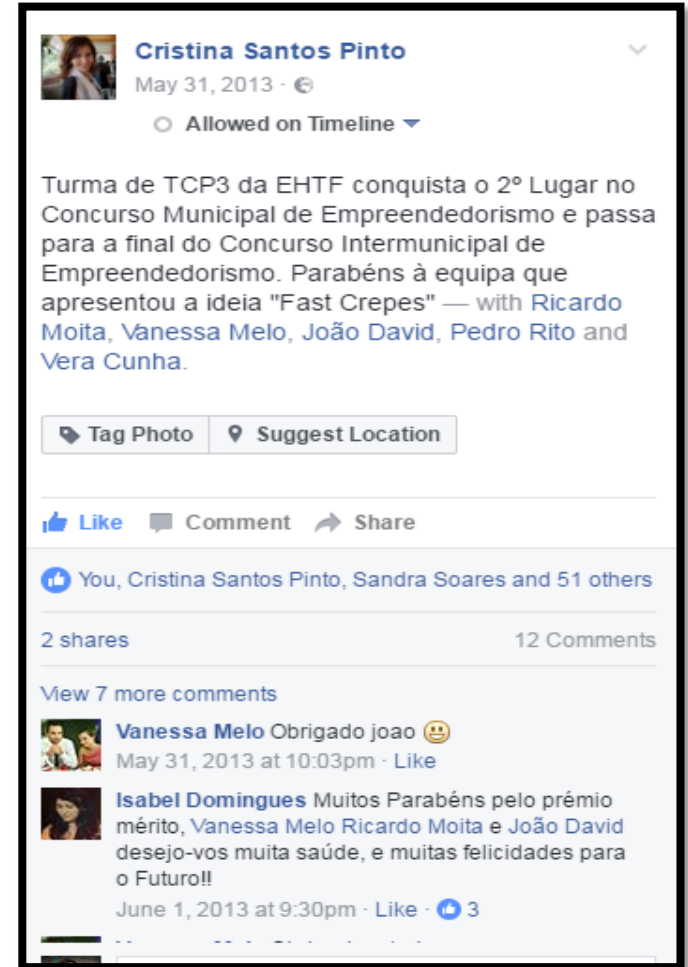 Cristina Santos Pinto
May 31, 2013 ·
Allowed on Timeline
Turma de TCP3 da EHTF conquista o 2º Lugar no
Concurso Municipal de Empreendedorismo e passa
para a final do Concurso Intermunicipal de
Empreendedorismo. Parabéns à equipa que
apresentou a ideia "Fast Crepes" — with Ricardo
Moita, Vanessa Melo, João David, Pedro Rito and
Vera Cunha.
Tag Photo Suggest Location
Like Comment Share
You, Cristina Santos Pinto, Sandra Soares and 51 others
2 shares 12 Comments
View 7 more comments
Vanessa Melo Obrigado joao
May 31, 2013 at 10:03pm · Like
Isabel Domingues Muitos Parabéns pelo prémio
mérito, Vanessa Melo Ricardo Moita e João David
desejo-vos muita saúde, e muitas felicidades para
o Futuro!!
June 1, 2013 at 9:30pm · Like · 3